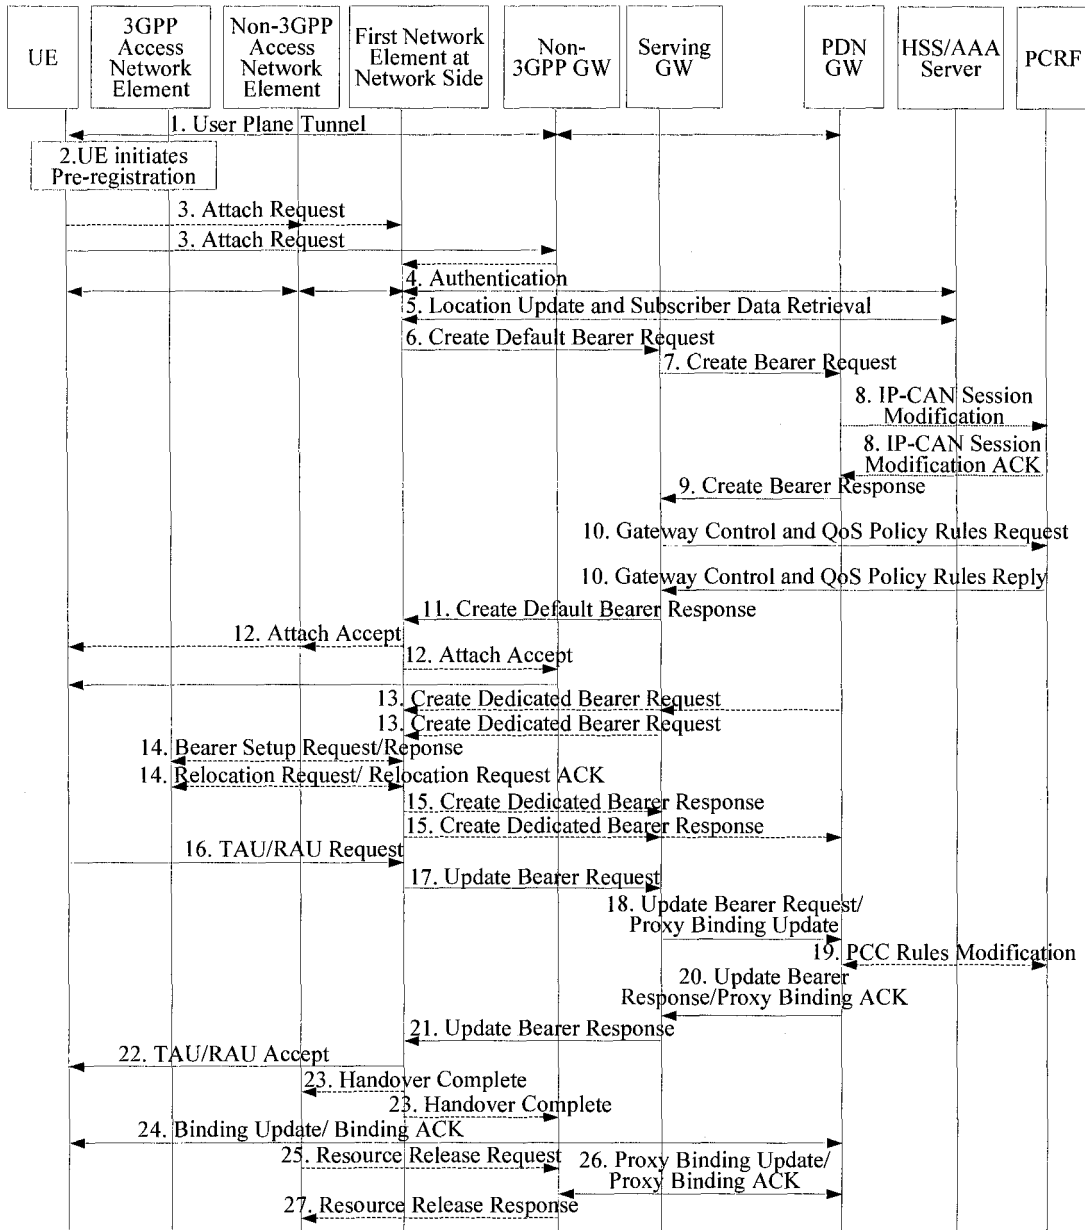 UE
3GPP
Access
Network
Element
Non-3GPP
Access
Network
Element
First Network
Element at
Network Side
Non-
3GPP GW
Serving
GW
PDN
GW
HSS/AAA
Server
PCRF
1. User Plane Tunnel
2.UE initiates
Pre-registration
3. Attach Request
3. Attach Request
4. Authentication
5. Location Update and Subscriber Data Retrieval
6. Create Default Bearer Request
7. Create Bearer Request
8. IP-CAN Session
Modification
8. IP-CAN Session
Modification ACK
9. Create Bearer Response
10. Gateway Control and QoS Policy Rules Request
10. Gateway Control and QoS Policy Rules Reply
11. Create Default Bearer Response
12. Attach Accept
12. Attach Accept
13. Create Dedicated Bearer Request
13. Create Dedicated Bearer Request
14. Bearer Setup Request/Reponse
14. Relocation Request/ Relocation Request ACK
15. Create Dedicated Bearer Response
15. Create Dedicated Bearer Response
16. TAU/RAU Request
17. Update Bearer Request
18. Update Bearer Request/
Proxy Binding Update
19. PCC Rules Modification
20. Update Bearer
Response/Proxy Binding ACK
21. Update Bearer Response
22. TAU/RAU Accept
23. Handover Complete
23. Handover Complete
24. Binding Update/ Binding ACK
25. Resource Release Request
26. Proxy Binding Update/
Proxy Binding ACK
27. Resource Release Response